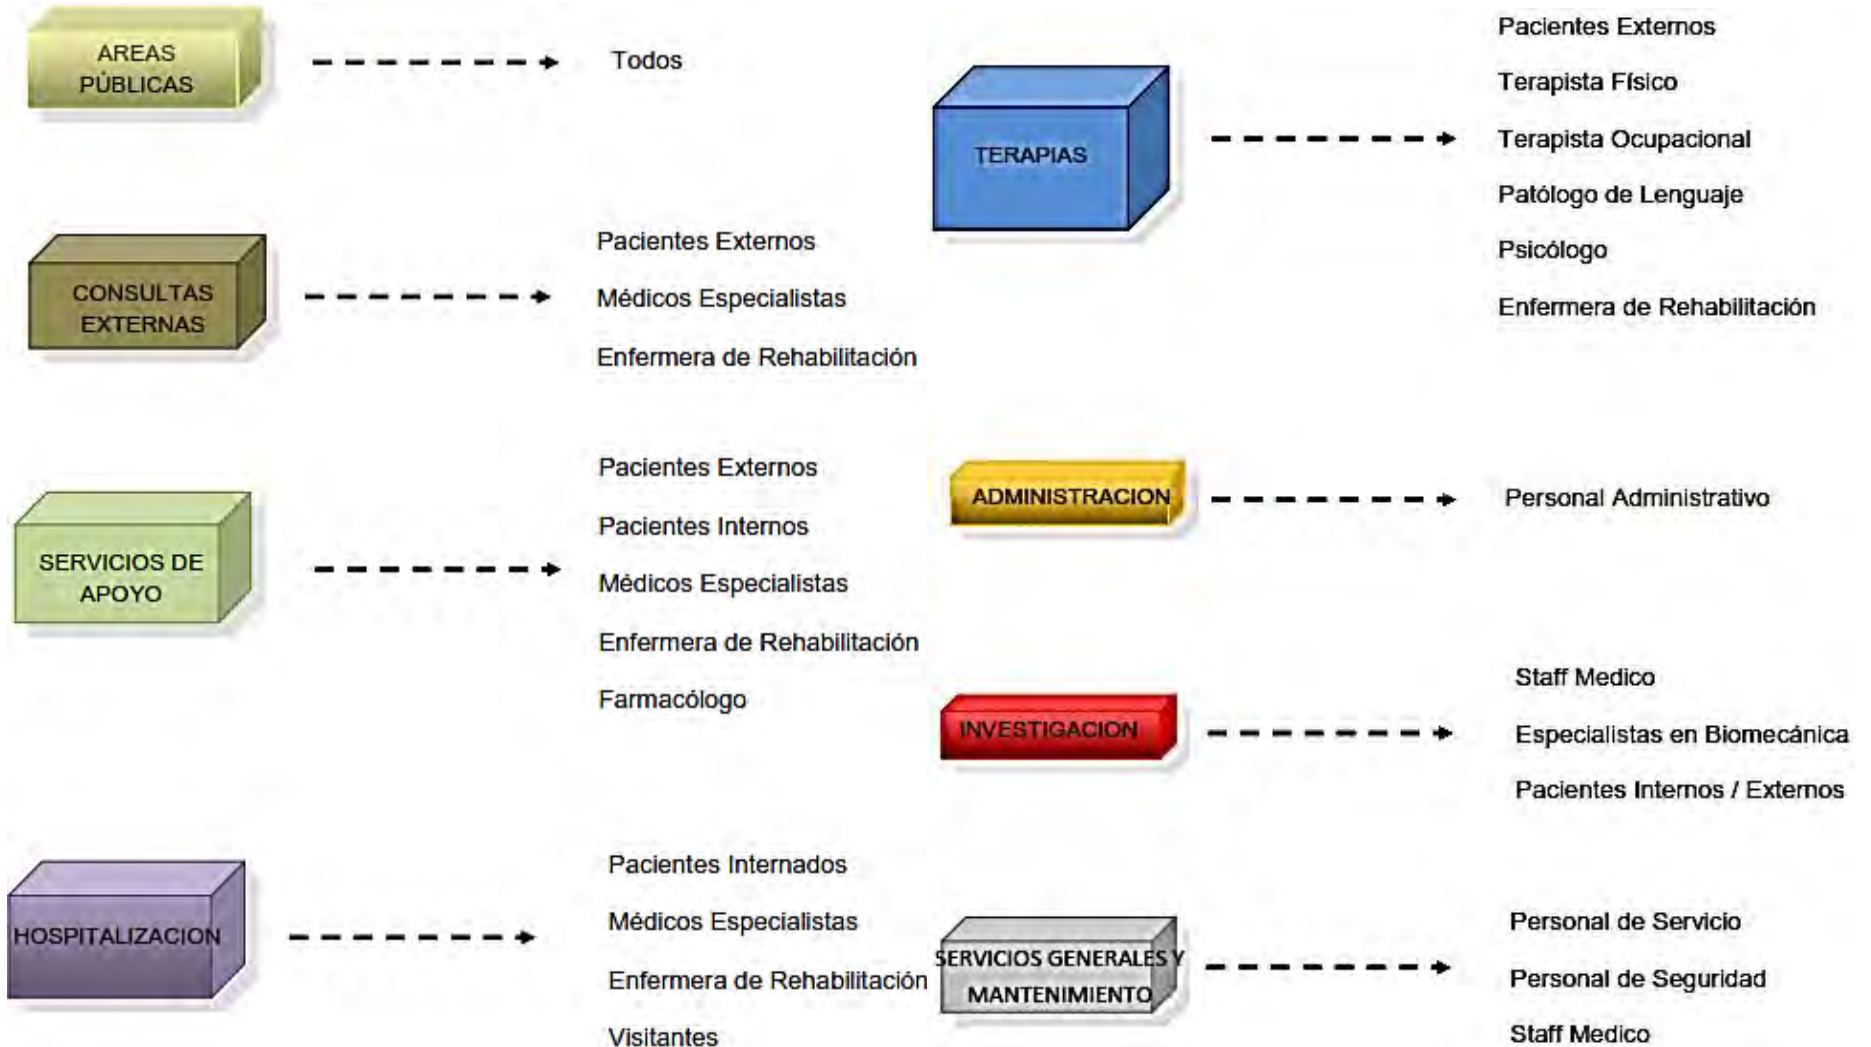 AREAS
PÚBLICAS
Todos
CONSULTAS
EXTERNAS
Pacientes Externos
Médicos Especialistas
Enfermera de Rehabilitación
SERVICIOS DE
APOYO
Pacientes Externos
Pacientes Internos
Médicos Especialistas
Enfermera de Rehabilitación
Farmacólogo
HOSPITALIZACION
Pacientes Internados
Médicos Especialistas
Enfermera de Rehabilitación
Visitantes
TERAPIAS
Pacientes Externos
Terapista Físico
Terapista Ocupacional
Patólogo de Lenguaje
Psicólogo
Enfermera de Rehabilitación
ADMINISTRACION
Personal Administrativo
INVESTIGACION
Staff Medico
Especialistas en Biomecánica
Pacientes Internos / Externos
SERVICIOS GENERALES Y
MANTENIMIENTO
Personal de Servicio
Personal de Seguridad
Staff Medico